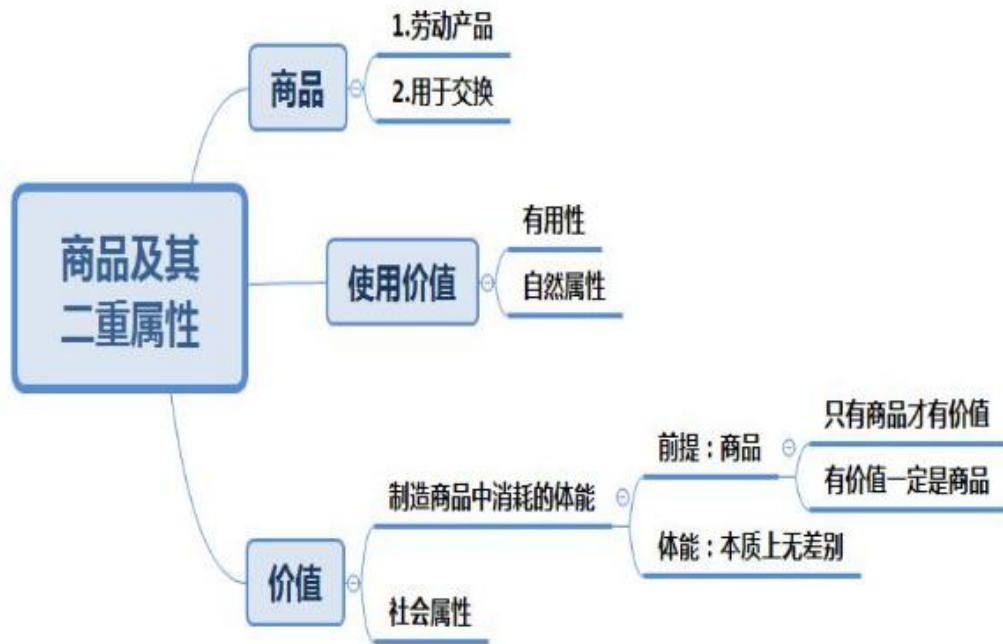 商品及其
二重属性
商品
1.劳动产品
2.用于交换
使用价值
有用性
自然属性
价值
制造商品中消耗的体能
前提：商品
只有商品才有价值
有价值一定是商品
体能：本质上无差别
社会属性